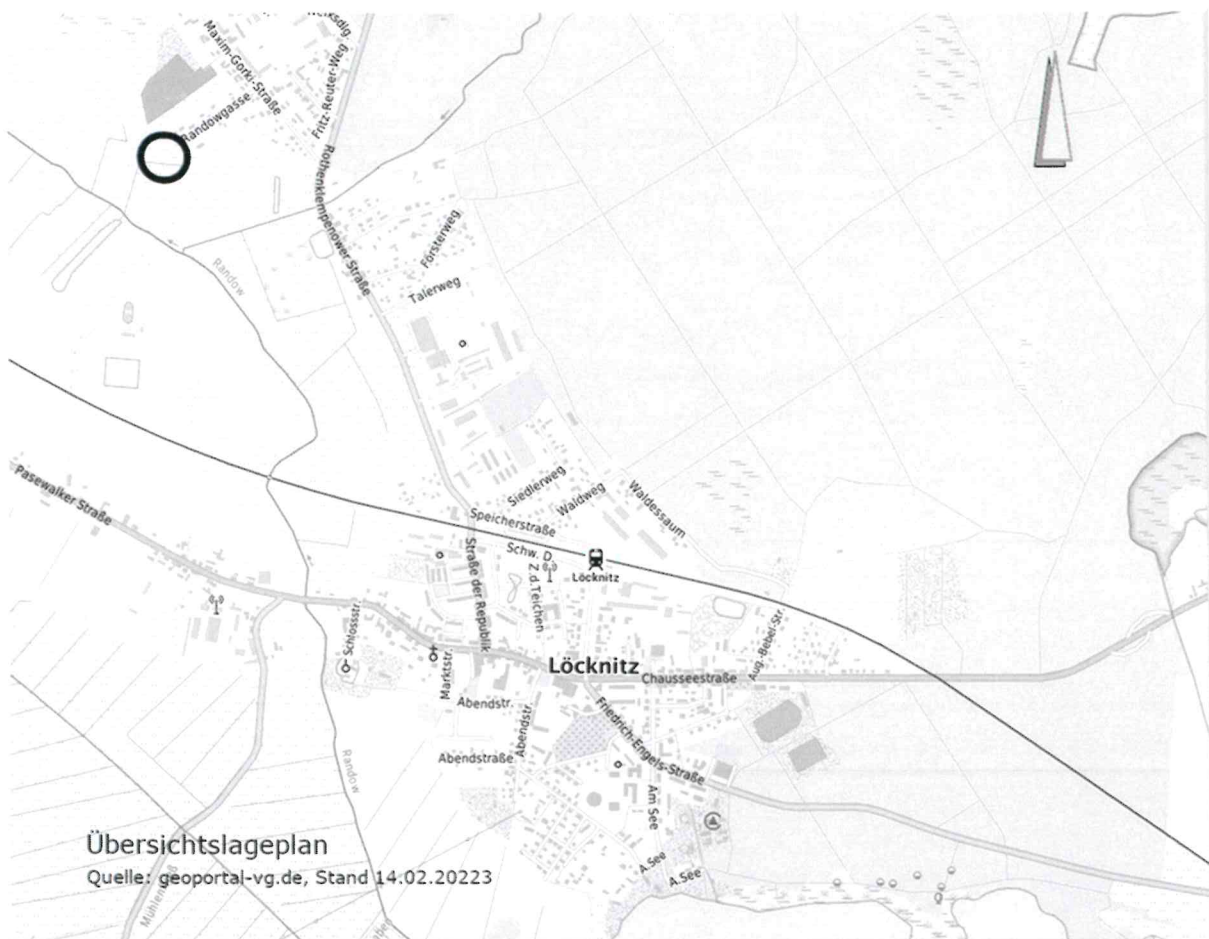 Maxim-Gorki-Straße
Fritz-Reuter-Weg
Randowgasse
Rothenklempenower Straße
Försterweg
Randow
Talerweg
Pasewalker Straße
Siedlerweg
Waldweg
Waldessaum
Speicherstraße
Schw. D.
Löcknitz
Straße der Republik
Z.d.Teichen
Schlossstr.
Löcknitz
Aug.-Bebel-Str.
Marktstr.
Chausseestraße
Abendstr.
Abendstr.
Friedrich-Engels-Straße
Abendstraße
Randow
Am See
A.See
A.See
Übersichtslageplan
Quelle: geoportal-vg.de, Stand 14.02.20223